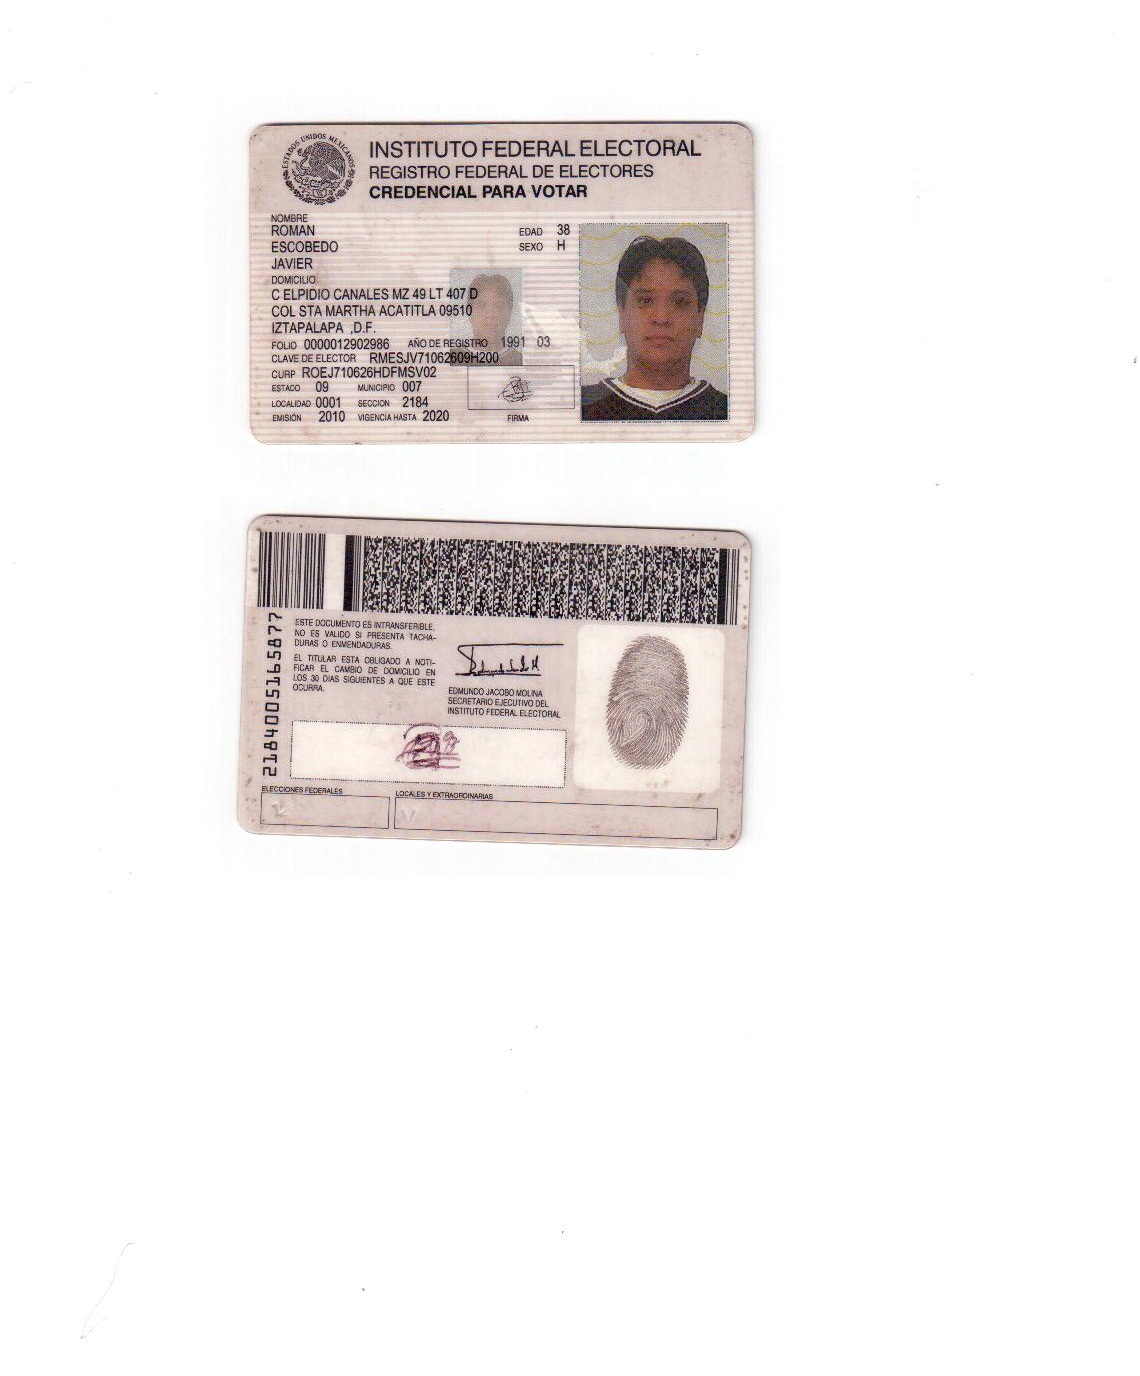 ESTADOS UNIDOS MEXICANOS
INSTITUTO FEDERAL ELECTORAL
REGISTRO FEDERAL DE ELECTORES
CREDENCIAL PARA VOTAR
NOMBRE
ROMAN
ESCOBEDO
JAVIER
EDAD 38
SEXO H
DOMICILIO
C ELPIDIO CANALES MZ 49 LT 407 D
COL STA MARTHA ACATITLA 09510
IZTAPALAPA ,D.F.
FOLIO 0000012902986 AÑO DE REGISTRO 1991 03
CLAVE DE ELECTOR RMESJV71062609H200
CURP ROEJ710626HDFMSV02
ESTADO 09 MUNICIPIO 007
LOCALIDAD 0001 SECCION 2184
EMISIÓN 2010 VIGENCIA HASTA 2020
FIRMA
2184005165877
ESTE DOCUMENTO ES INTRANSFERIBLE,
NO ES VALIDO SI PRESENTA TACHA-
DURAS O ENMENDADURAS.
EL TITULAR ESTA OBLIGADO A NOTI-
FICAR EL CAMBIO DE DOMICILIO EN
LOS 30 DIAS SIGUIENTES A QUE ESTE
OCURRA.
EDMUNDO JACOBO MOLINA
SECRETARIO EJECUTIVO DEL
INSTITUTO FEDERAL ELECTORAL
ELECCIONES FEDERALES
LOCALES Y EXTRAORDINARIAS